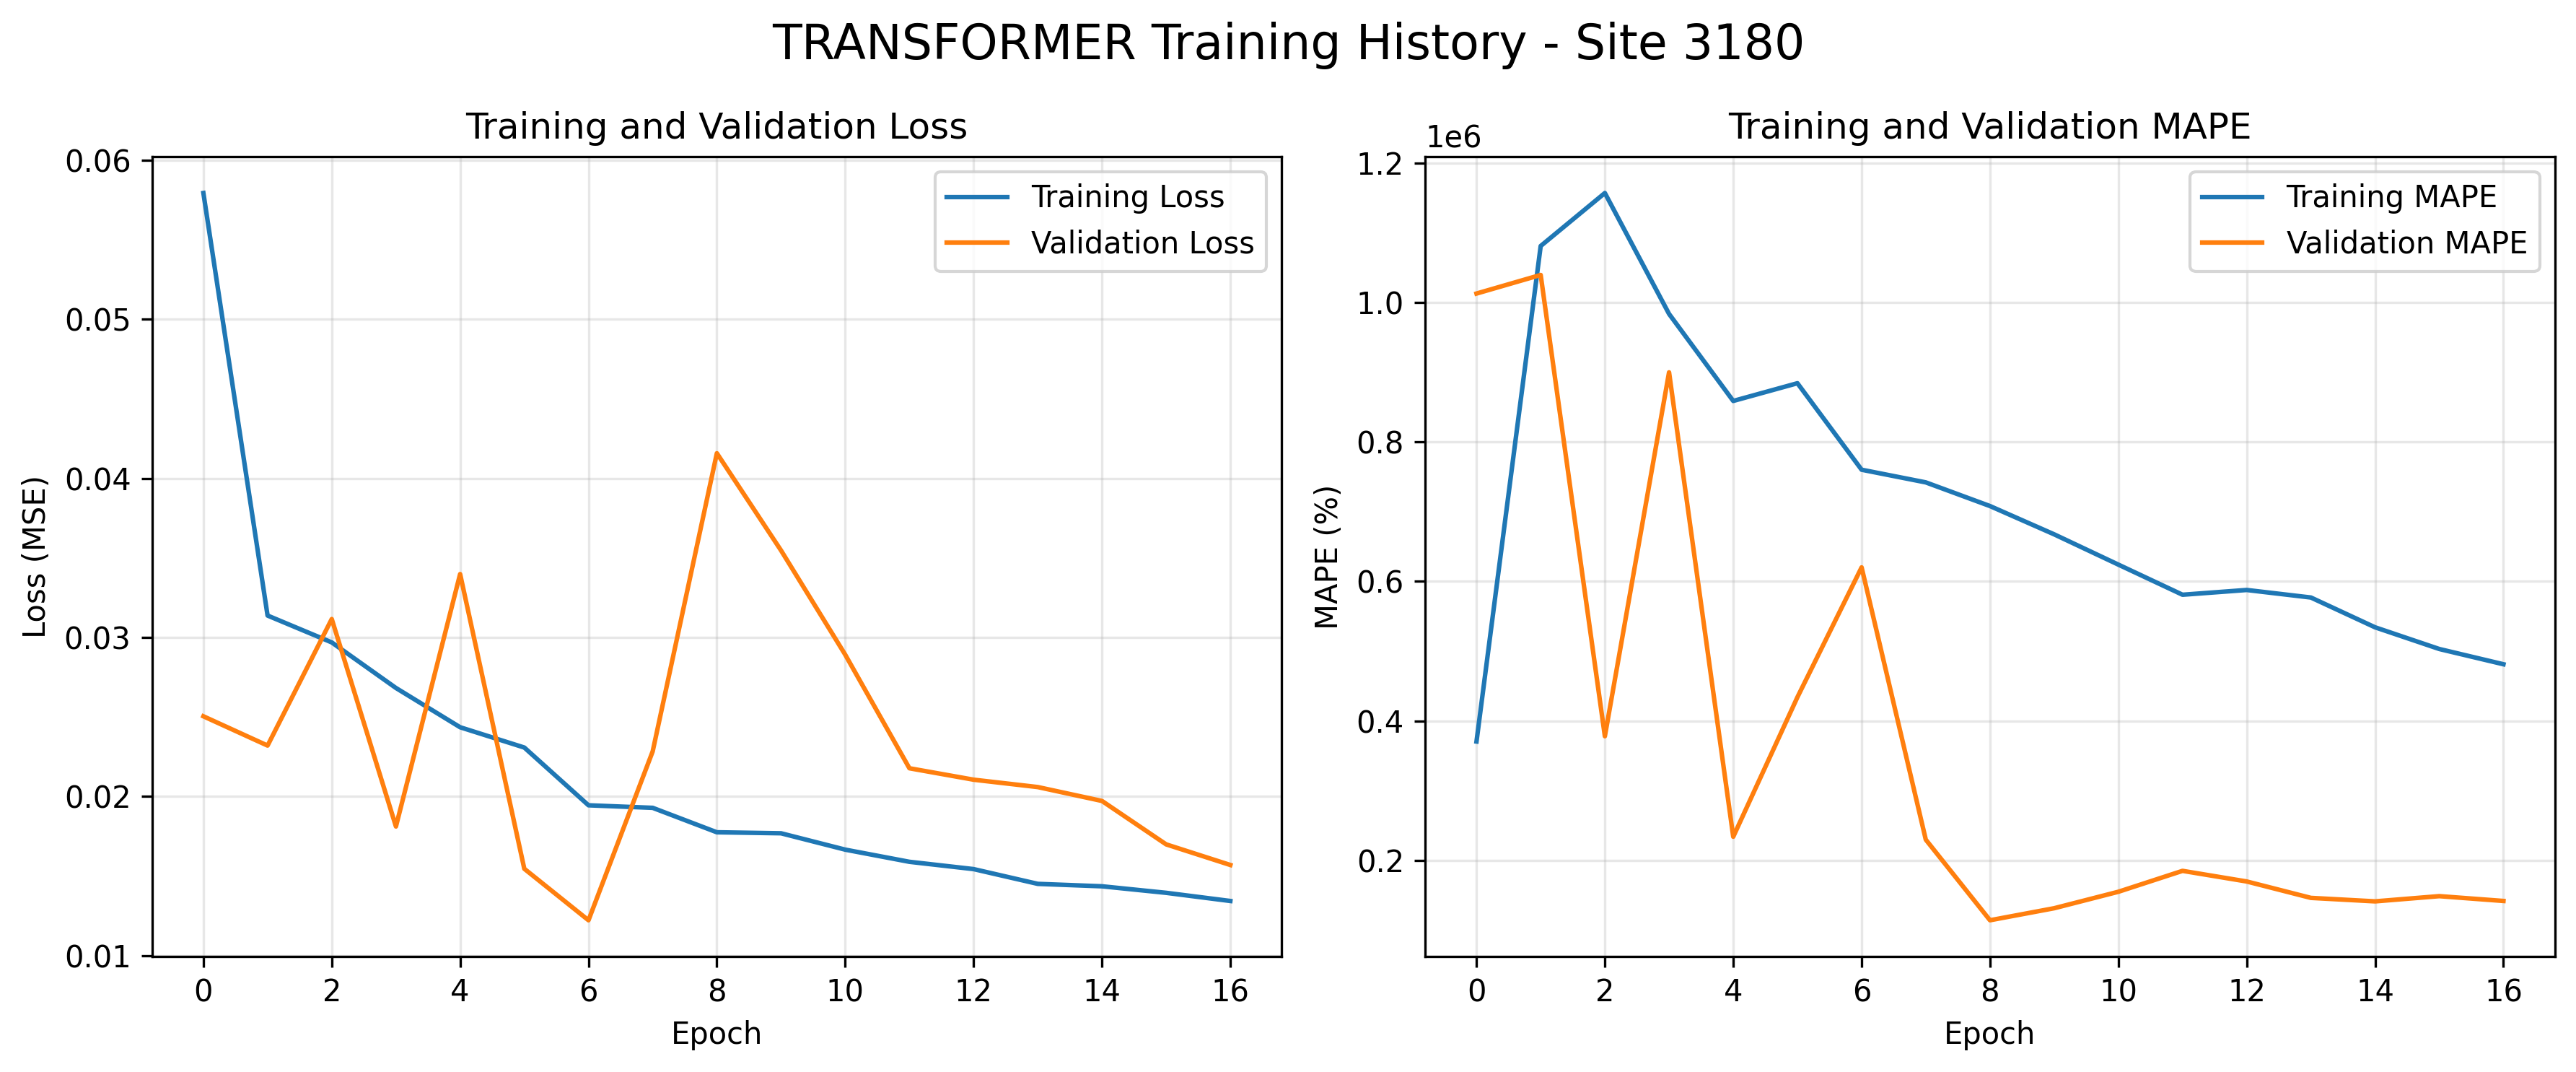 TRANSFORMER Training History - Site 3180
Training and Validation Loss
0.06
0.05
0.04
0.03
0.02
0.01
Loss (MSE)
Training Loss
Validation Loss
0 2 4 6 8 10 12 14 16
Epoch
Training and Validation MAPE
1e6
1.2
1.0
0.8
0.6
0.4
0.2
MAPE (%)
Training MAPE
Validation MAPE
0 2 4 6 8 10 12 14 16
Epoch